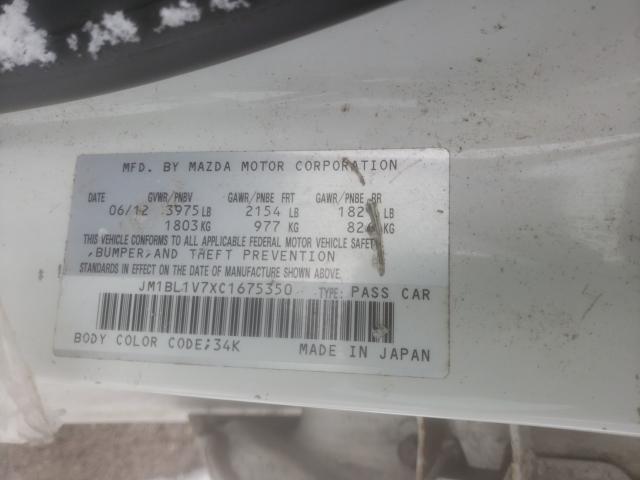 MFD. BY MAZDA MOTOR CORPORATION
DATE GVWR/PNBV GAWR/PNBE FRT GAWR/PNBE RR
06/12 3975 LB 2154 LB LB
1803 KG 977 KG KG
THIS VEHICLE CONFORMS TO ALL APPLICABLE FEDERAL MOTOR VEHICLE SAFETY
,BUMPER,AND THEFT PREVENTION
STANDARDS IN EFFECT ON THE DATE OF MANUFACTURE SHOWN ABOVE.
JM1BL1V7XC1675350 TYPE: PASS CAR
BODY COLOR CODE;34K MADE IN JAPAN